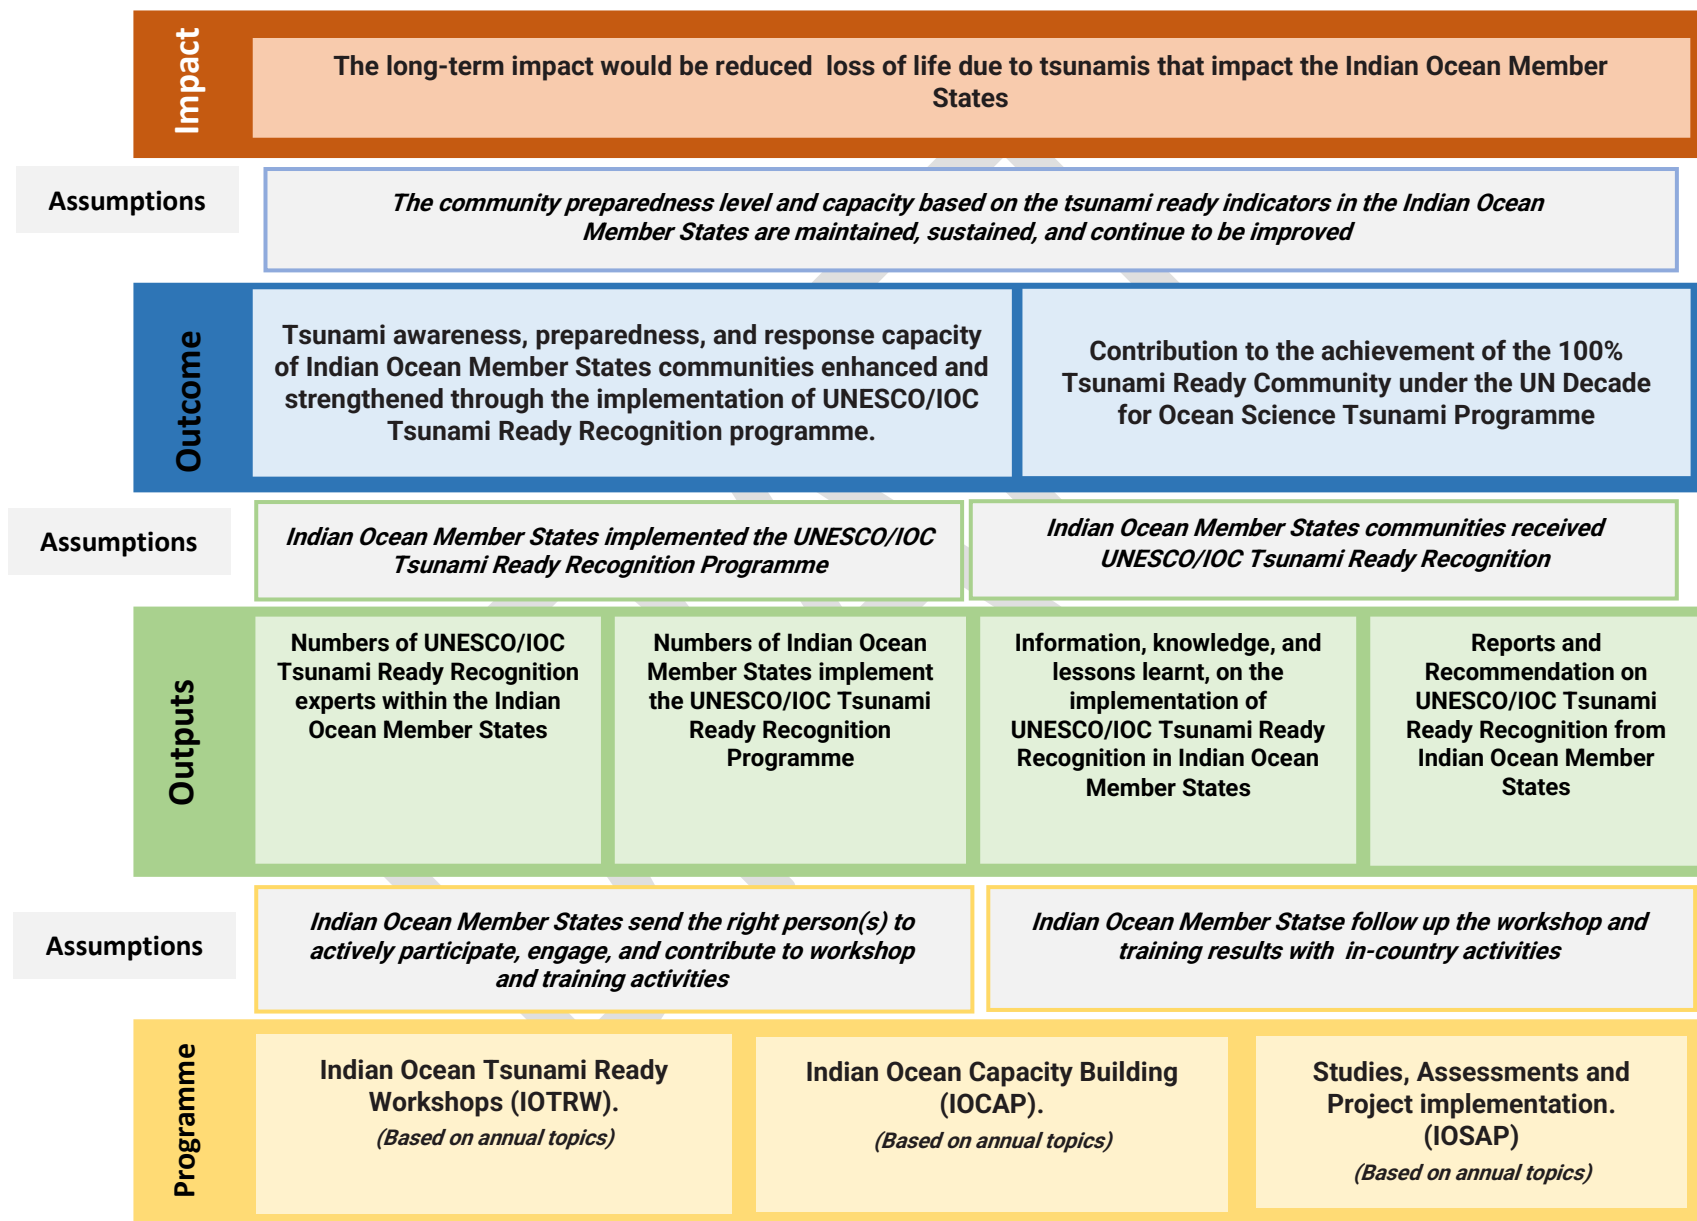 Impact
The long-term impact would be reduced loss of life due to tsunamis that impact the Indian Ocean Member
States
Assumptions
The community preparedness level and capacity based on the tsunami ready indicators in the Indian Ocean
Member States are maintained, sustained, and continue to be improved
Outcome
Tsunami awareness, preparedness, and response capacity
of Indian Ocean Member States communities enhanced and
strengthened through the implementation of UNESCO/IOC
Tsunami Ready Recognition programme.
Contribution to the achievement of the 100%
Tsunami Ready Community under the UN Decade
for Ocean Science Tsunami Programme
Assumptions
Indian Ocean Member States implemented the UNESCO/IOC
Tsunami Ready Recognition Programme
Indian Ocean Member States communities received
UNESCO/IOC Tsunami Ready Recognition
Outputs
Numbers of UNESCO/IOC
Tsunami Ready Recognition
experts within the Indian
Ocean Member States
Numbers of Indian Ocean
Member States implement
the UNESCO/IOC Tsunami
Ready Recognition
Programme
Information, knowledge, and
lessons learnt, on the
implementation of
UNESCO/IOC Tsunami Ready
Recognition in Indian Ocean
Member States
Reports and
Recommendation on
UNESCO/IOC Tsunami
Ready Recognition from
Indian Ocean Member
States
Assumptions
Indian Ocean Member States send the right person(s) to
actively participate, engage, and contribute to workshop
and training activities
Indian Ocean Member Statse follow up the workshop and
training results with in-country activities
Programme
Indian Ocean Tsunami Ready
Workshops (IOTRW).
(Based on annual topics)
Indian Ocean Capacity Building
(IOCAP).
(Based on annual topics)
Studies, Assessments and
Project implementation.
(IOSAP)
(Based on annual topics)